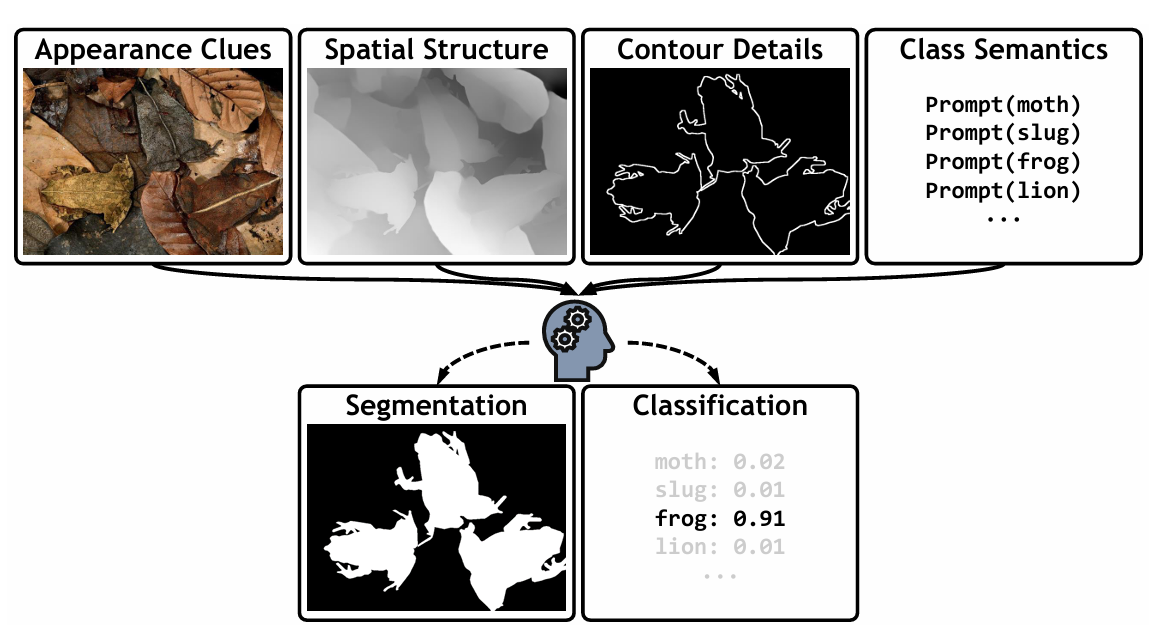 Appearance Clues
Spatial Structure
Contour Details
Class Semantics
Prompt(moth)
Prompt(slug)
Prompt(frog)
Prompt(lion)
...
Segmentation
Classification
moth: 0.02
slug: 0.01
frog: 0.91
lion: 0.01
...